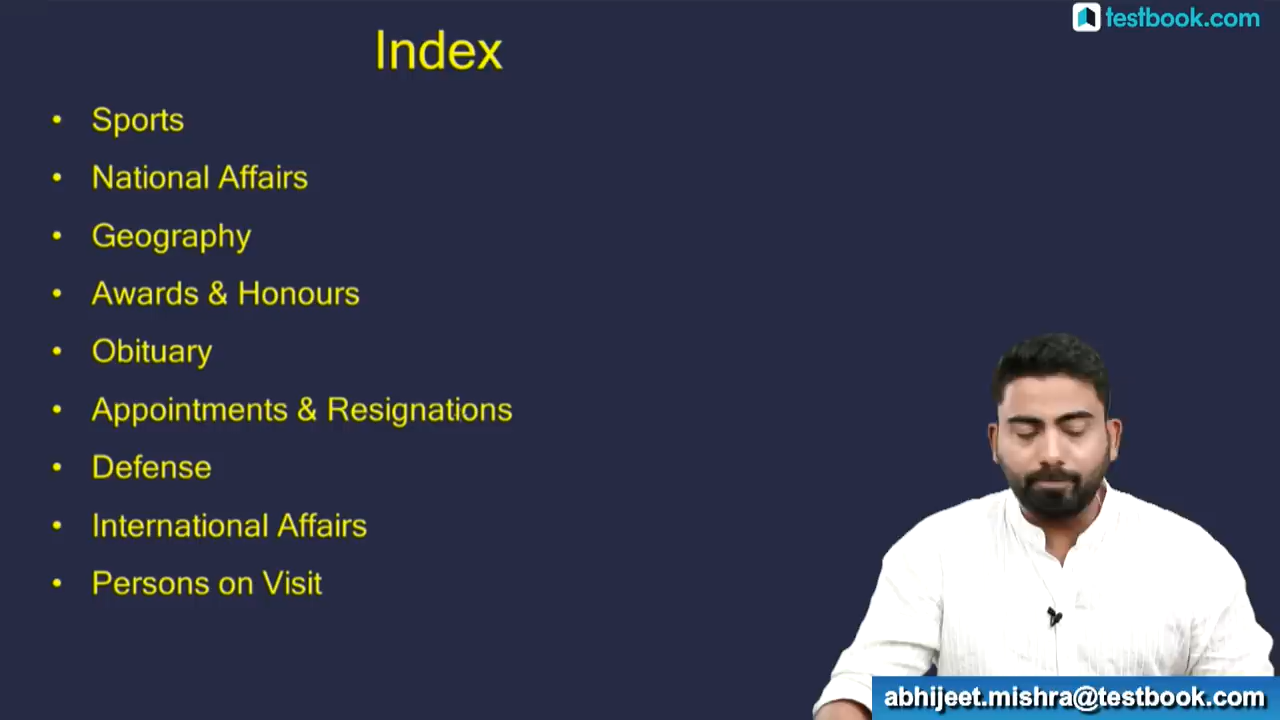 testbook.com
Index
• Sports
• National Affairs
• Geography
• Awards & Honours
• Obituary
• Appointments & Resignations
• Defense
• International Affairs
• Persons on Visit
abhijeet.mishra@testbook.com